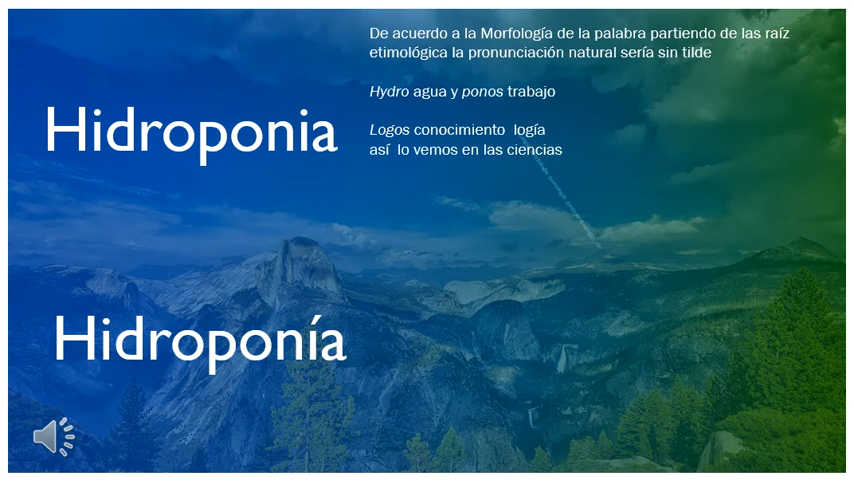 De acuerdo a la Morfología de la palabra partiendo de las raíz
etimológica la pronunciación natural sería sin tilde
Hydro agua y ponos trabajo
Hidroponia
Logos conocimiento logía
así lo vemos en las ciencias
Hidroponía